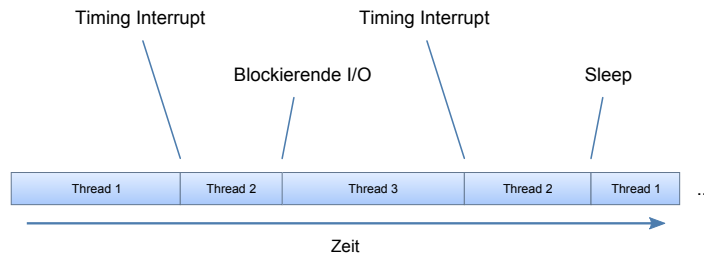 Timing Interrupt
Timing Interrupt
Blockierende I/O
Sleep
Thread 1
Thread 2
Thread 3
Thread 2
Thread 1
..
Zeit